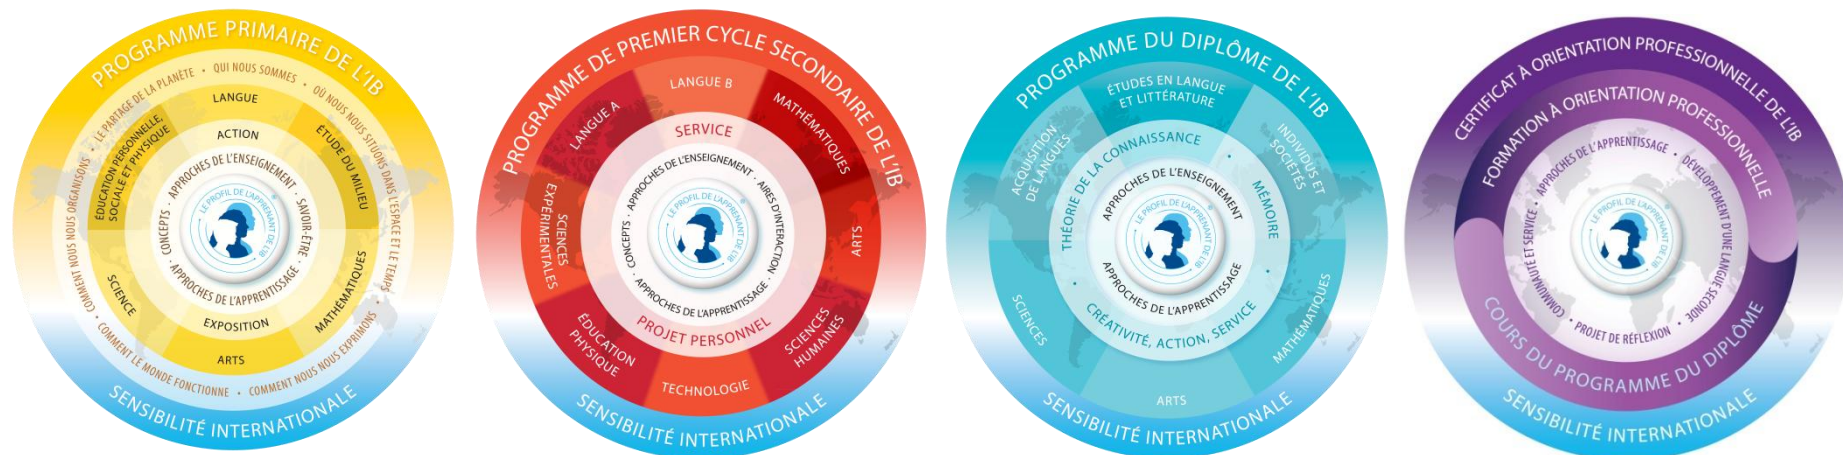 PROGRAMME PRIMAIRE DE L'IB
LE PARTAGE DE LA PLANÈTE • QUI NOUS SOMMES • OÙ NOUS NOUS SITUONS DANS L'ESPACE ET LE TEMPS • COMMENT NOUS NOUS EXPRIMONS • COMMENT LE MONDE FONCTIONNE • COMMENT NOUS NOUS ORGANISONS •
LANGUE
ÉTUDE DU MILIEU
MATHÉMATIQUES
ARTS
SCIENCE
ÉDUCATION PERSONNELLE,
SOCIALE ET PHYSIQUE
ACTION
EXPOSITION
APPROCHES DE L'ENSEIGNEMENT · SAVOIR-ÊTRE · APPROCHES DE L'APPRENTISSAGE · CONCEPTS ·
LE PROFIL DE L'APPRENANT DE L'IB
SENSIBILITÉ INTERNATIONALE
PROGRAMME DE PREMIER CYCLE SECONDAIRE DE L'IB
LANGUE B
MATHÉMATIQUES
ARTS
SCIENCES
HUMAINES
TECHNOLOGIE
ÉDUCATION
PHYSIQUE
SCIENCES
EXPÉRIMENTALES
LANGUE A
SERVICE
PROJET PERSONNEL
APPROCHES DE L'ENSEIGNEMENT · AIRES D'INTERACTION · APPROCHES DE L'APPRENTISSAGE · CONCEPTS ·
LE PROFIL DE L'APPRENANT DE L'IB
SENSIBILITÉ INTERNATIONALE
PROGRAMME DU DIPLÔME DE L'IB
ÉTUDES EN LANGUE
ET LITTÉRATURE
INDIVIDUS ET
SOCIÉTÉS
MATHÉMATIQUES
ARTS
SCIENCES
ACQUISITION
DE LANGUES
THÉORIE DE LA CONNAISSANCE • MÉMOIRE • CRÉATIVITÉ, ACTION, SERVICE •
APPROCHES DE L'ENSEIGNEMENT
APPROCHES DE L'APPRENTISSAGE
LE PROFIL DE L'APPRENANT DE L'IB
SENSIBILITÉ INTERNATIONALE
CERTIFICAT À ORIENTATION PROFESSIONNELLE DE L'IB
FORMATION À ORIENTATION PROFESSIONNELLE
COURS DU PROGRAMME DU DIPLÔME
APPROCHES DE L'APPRENTISSAGE • DÉVELOPPEMENT D'UNE LANGUE SECONDE • PROJET DE RÉFLEXION • COMMUNAUTÉ ET SERVICE •
LE PROFIL DE L'APPRENANT DE L'IB
SENSIBILITÉ INTERNATIONALE